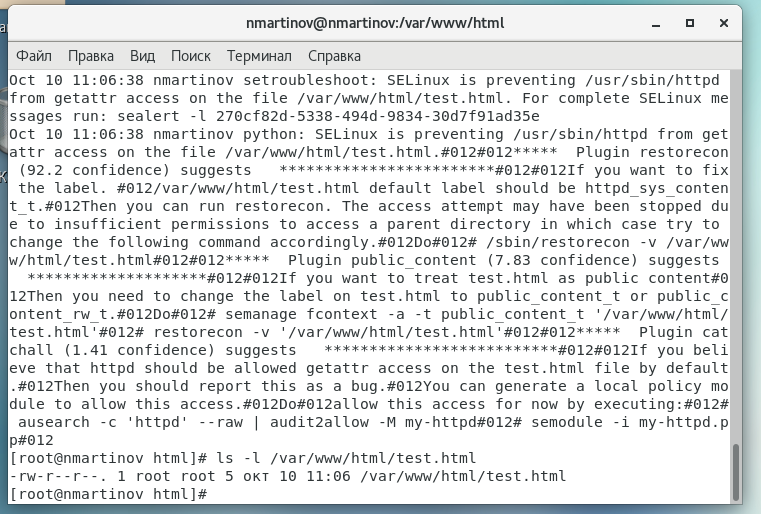 nmartinov@nmartinov:/var/www/html
Файл Правка Вид Поиск Терминал Справка
Oct 10 11:06:38 nmartinov setroubleshoot: SELinux is preventing /usr/sbin/httpd
from getattr access on the file /var/www/html/test.html. For complete SELinux me
ssages run: sealert -l 270cf82d-5338-494d-9834-30d7f91ad35e
Oct 10 11:06:38 nmartinov python: SELinux is preventing /usr/sbin/httpd from get
attr access on the file /var/www/html/test.html.#012#012*****  Plugin restorecon
 (92.2 confidence) suggests   ************************#012#012If you want to fix
 the label. #012/var/www/html/test.html default label should be httpd_sys_conten
t_t.#012Then you can run restorecon. The access attempt may have been stopped du
e to insufficient permissions to access a parent directory in which case try to
change the following command accordingly.#012Do#012# /sbin/restorecon -v /var/ww
w/html/test.html#012#012*****  Plugin public_content (7.83 confidence) suggests
  ********************#012#012If you want to treat test.html as public content#0
12Then you need to change the label on test.html to public_content_t or public_c
ontent_rw_t.#012Do#012# semanage fcontext -a -t public_content_t '/var/www/html/
test.html'#012# restorecon -v '/var/www/html/test.html'#012#012*****  Plugin cat
chall (1.41 confidence) suggests   **************************#012#012If you beli
eve that httpd should be allowed getattr access on the test.html file by default
.#012Then you should report this as a bug.#012You can generate a local policy mo
dule to allow this access.#012Do#012allow this access for now by executing:#012#
 ausearch -c 'httpd' --raw | audit2allow -M my-httpd#012# semodule -i my-httpd.p
p#012
[root@nmartinov html]# ls -l /var/www/html/test.html
-rw-r--r--. 1 root root 5 окт 10 11:06 /var/www/html/test.html
[root@nmartinov html]#